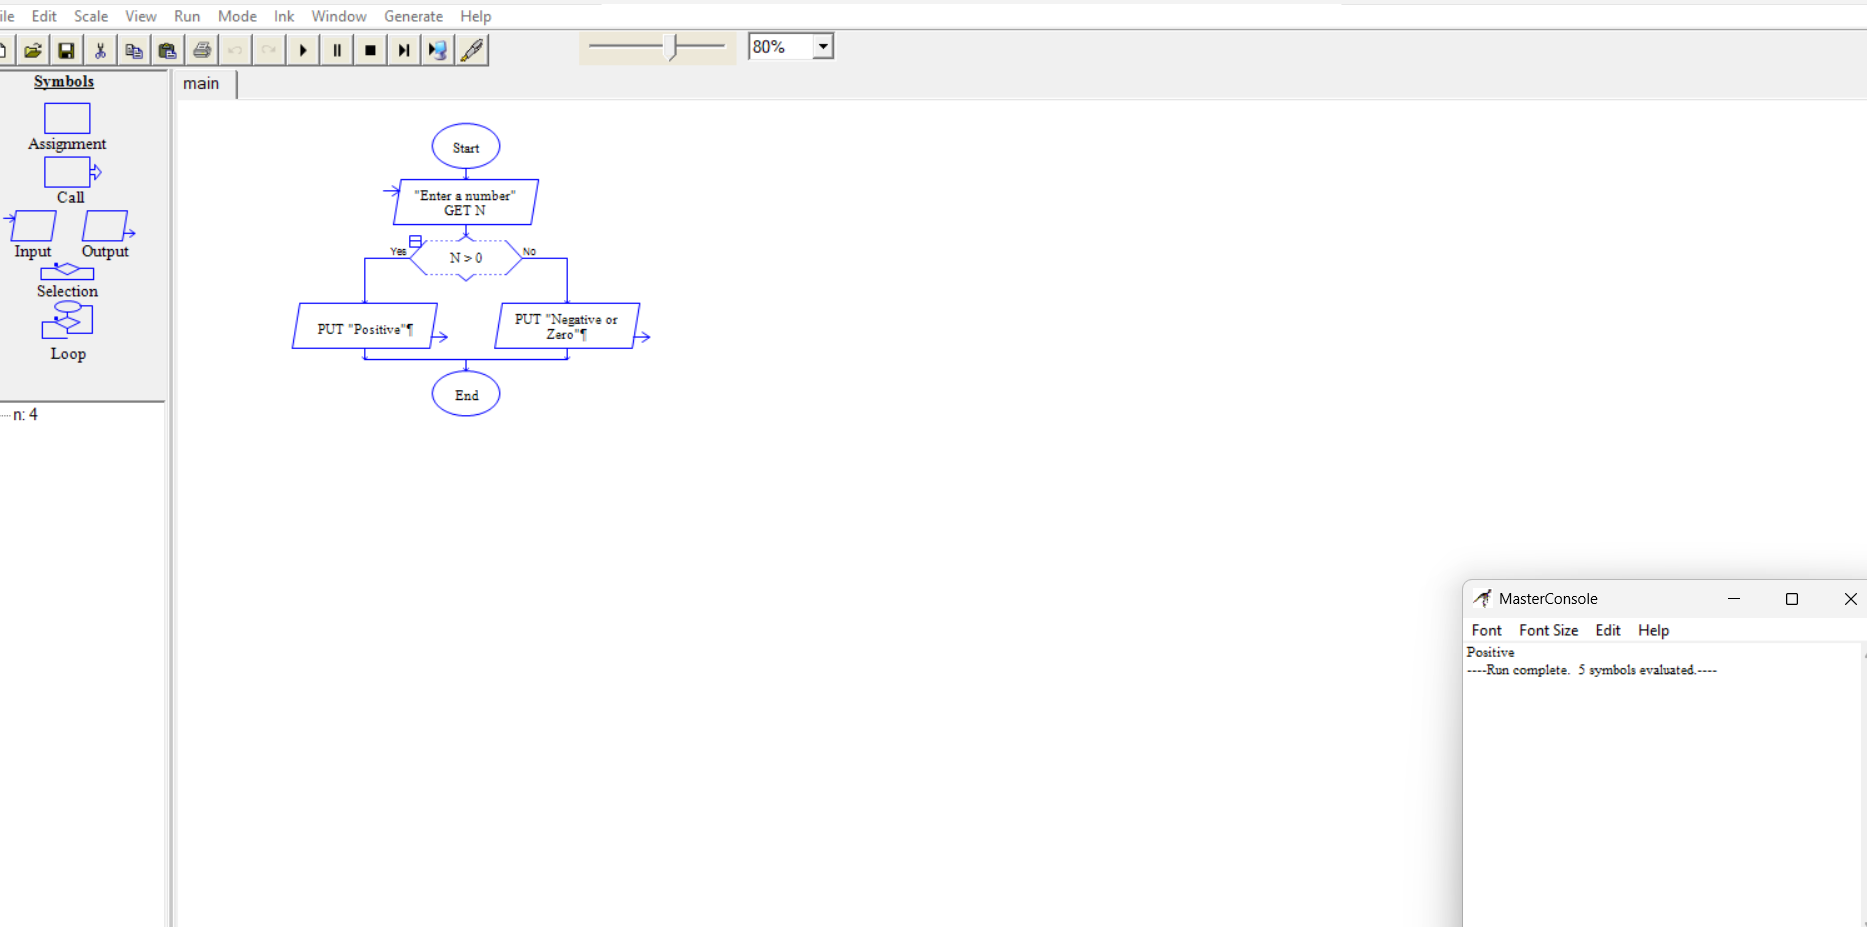 ile Edit Scale View Run Mode Ink Window Generate Help
80%
Symbols
Assignment
Call
Input Output
Selection
Loop
n: 4
main
Start
"Enter a number"
GET N
Yes
N > 0
No
PUT "Positive"¶
PUT "Negative or
Zero"¶
End
MasterConsole
Font Font Size Edit Help
Positive
----Run complete.  5 symbols evaluated.----